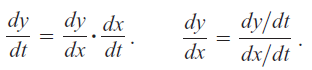 dy/dt = dy/dx · dx/dt .    dy/dx = (dy/dt)/(dx/dt) .